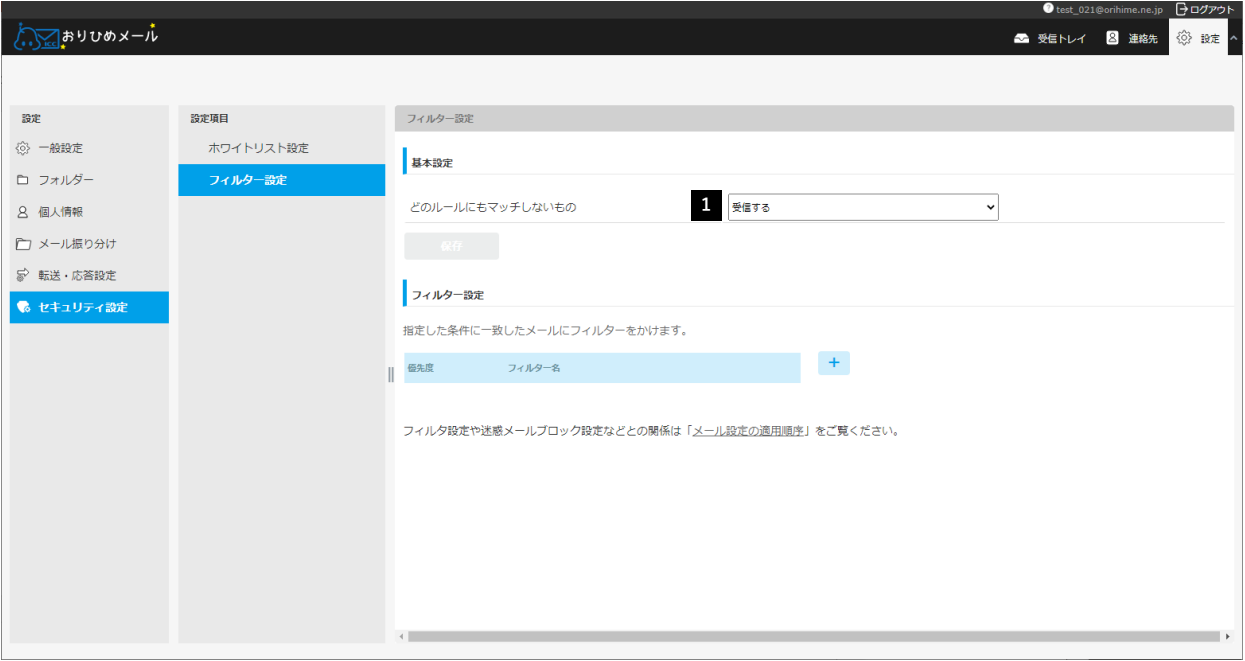 ? test_021@orihime.ne.jp ログアウト
ICC おりひめメール
受信トレイ 連絡先 設定
設定
一般設定
フォルダー
個人情報
メール振り分け
転送・応答設定
セキュリティ設定
設定項目
ホワイトリスト設定
フィルター設定
フィルター設定
基本設定
どのルールにもマッチしないもの 1 受信する
保存
フィルター設定
指定した条件に一致したメールにフィルターをかけます。
優先度 フィルター名 +
フィルタ設定や迷惑メールブロック設定などとの関係は「メール設定の適用順序」をご覧ください。